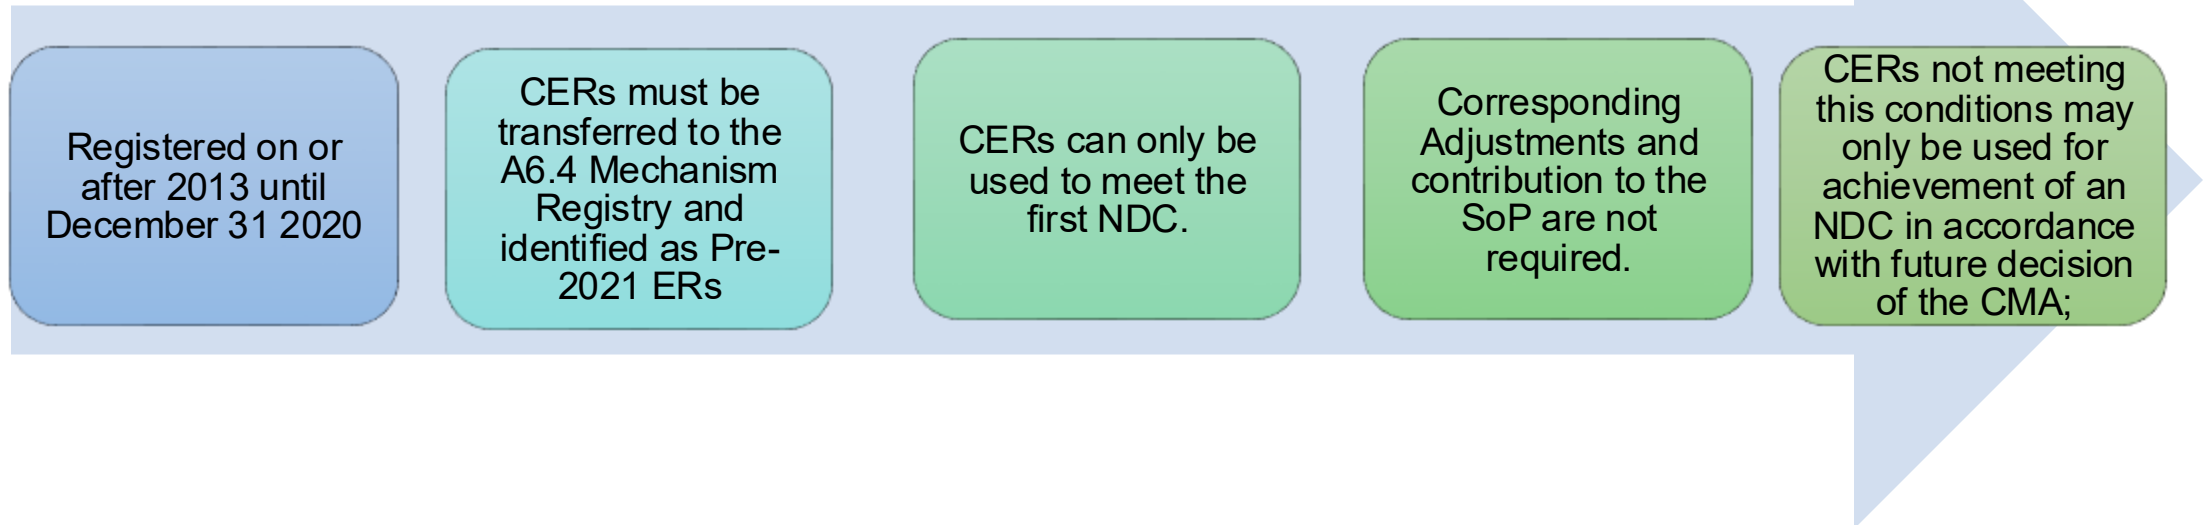 Registered on or
after 2013 until
December 31 2020
CERs must be
transferred to the
A6.4 Mechanism
Registry and
identified as Pre-
2021 ERs
CERs can only be
used to meet the
first NDC.
Corresponding
Adjustments and
contribution to the
SoP are not
required.
CERs not meeting
this conditions may
only be used for
achievement of an
NDC in accordance
with future decision
of the CMA;